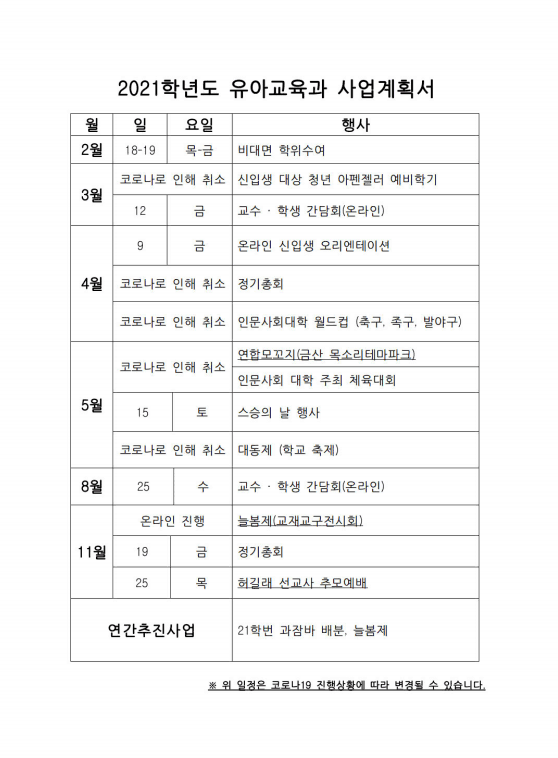 2021학년도 유아교육과 사업계획서
월 일 요일 행사
2월 18-19 목-금 비대면 학위수여
3월 코로나로 인해 취소 신입생 대상 청년 아펜젤러 예비학기
12 금 교수 · 학생 간담회(온라인)
4월 9 금 온라인 신입생 오리엔테이션
코로나로 인해 취소 정기총회
코로나로 인해 취소 인문사회대학 월드컵 (축구, 족구, 발야구)
5월 코로나로 인해 취소 연합모꼬지(금산 목소리테마파크)
인문사회 대학 주최 체육대회
15 토 스승의 날 행사
코로나로 인해 취소 대동제 (학교 축제)
8월 25 수 교수 · 학생 간담회(온라인)
11월 온라인 진행 늘봄제(교재교구전시회)
19 금 정기총회
25 목 허길래 선교사 추모예배
연간추진사업 21학번 과잠바 배분, 늘봄제
※ 위 일정은 코로나19 진행상황에 따라 변경될 수 있습니다.